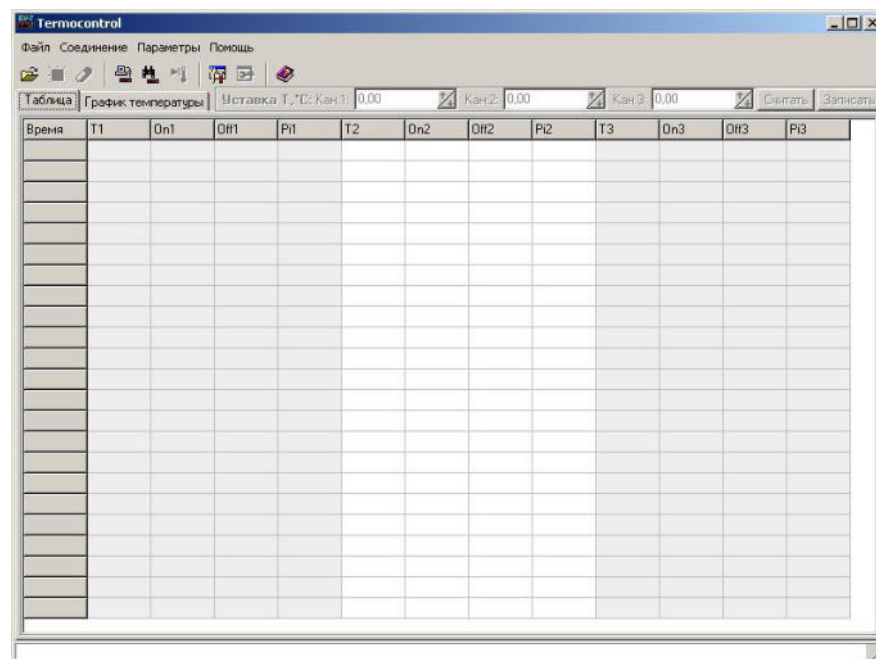 Termocontrol
Файл Соединение Параметры Помощь
Таблица График температуры Уставка Т,°С: Кан 1: 0,00 Кан 2: 0,00 Кан 3: 0,00 Считать Записать
Время T1 On1 Off1 Pi1 T2 On2 Off2 Pi2 T3 On3 Off3 Pi3